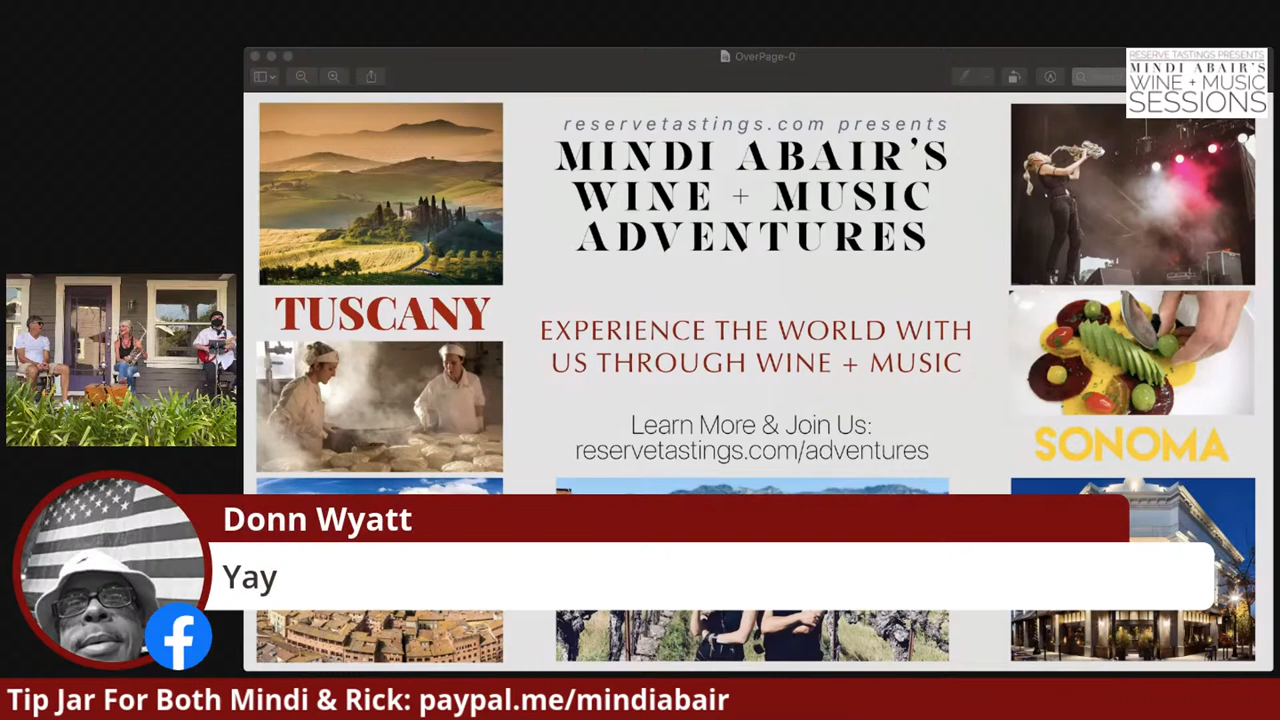 OverPage-0
RESERVE TASTINGS PRESENTS
MINDI ABAIR'S
WINE + MUSIC
SESSIONS
reservetastings.com presents
MINDI ABAIR'S
WINE + MUSIC
ADVENTURES
TUSCANY
EXPERIENCE THE WORLD WITH
US THROUGH WINE + MUSIC
Learn More & Join Us:
reservetastings.com/adventures
SONOMA
Donn Wyatt
Yay
Tip Jar For Both Mindi & Rick: paypal.me/mindiabair